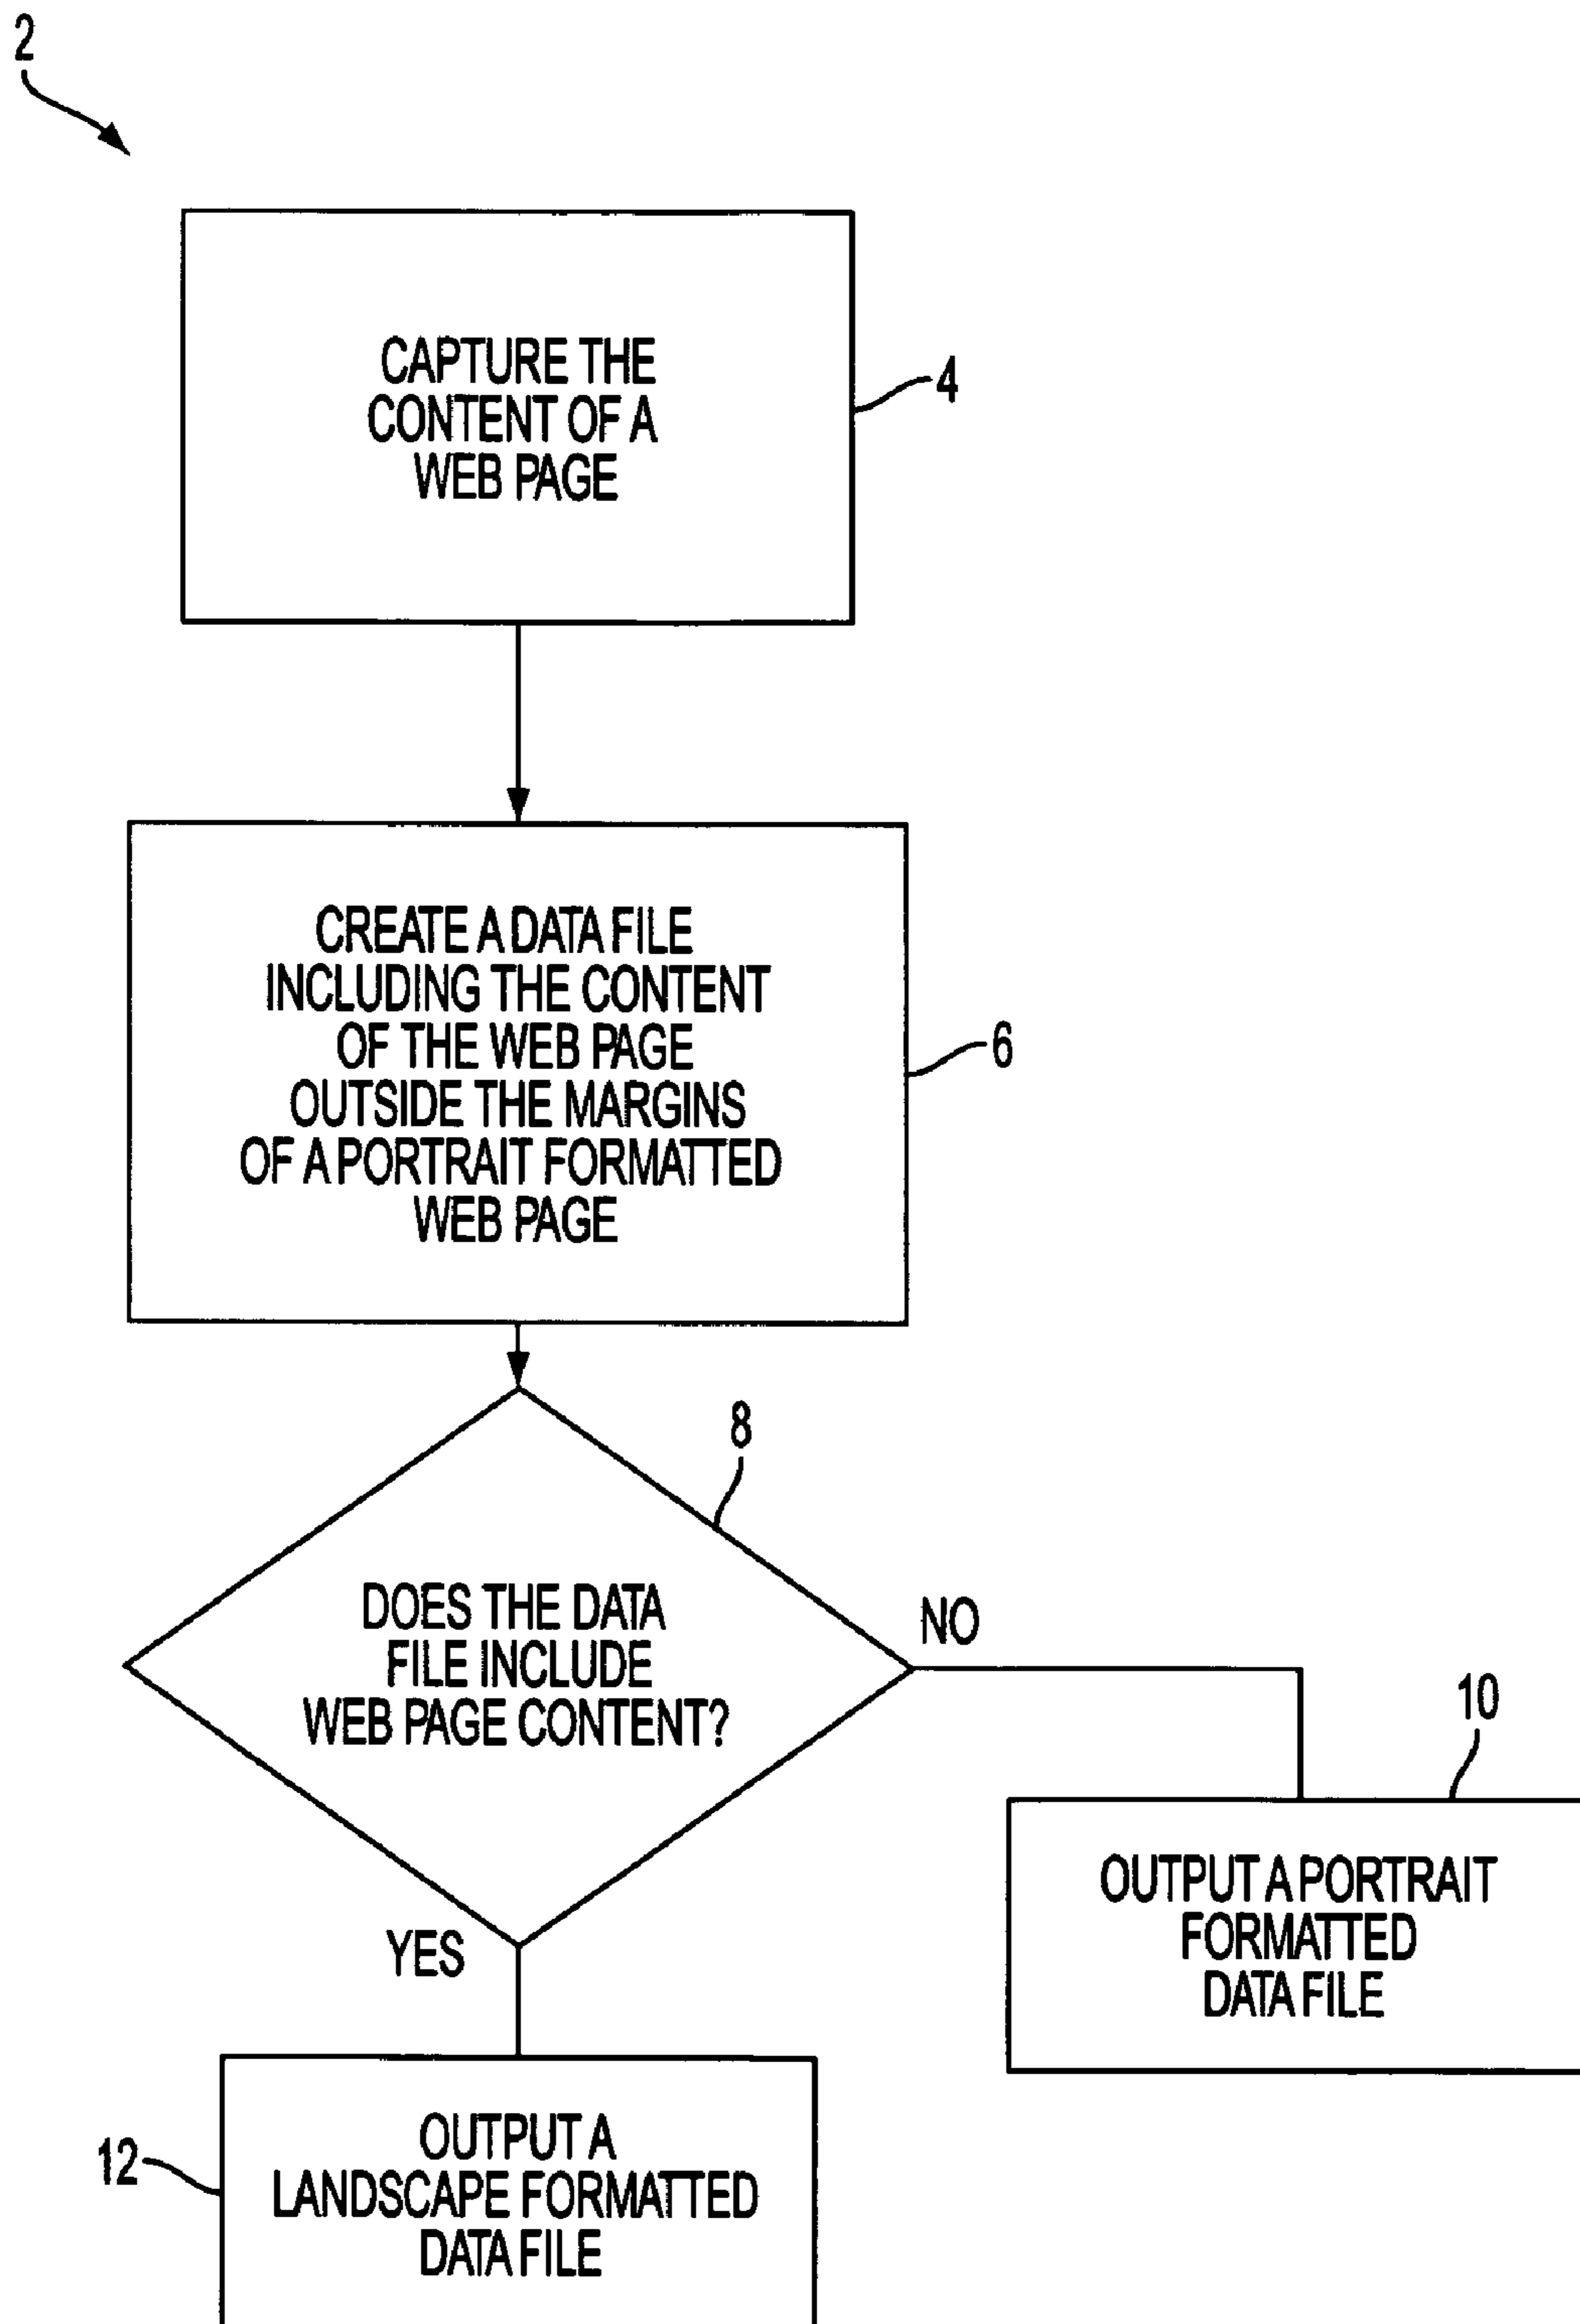 2
CAPTURE THE
CONTENT OF A
WEB PAGE
4
CREATE A DATA FILE
INCLUDING THE CONTENT
OF THE WEB PAGE
OUTSIDE THE MARGINS
OF A PORTRAIT FORMATTED
WEB PAGE
6
8
DOES THE DATA
FILE INCLUDE
WEB PAGE CONTENT?
NO
10
OUTPUT A PORTRAIT
FORMATTED
DATA FILE
YES
12
OUTPUT A
LANDSCAPE FORMATTED
DATA FILE